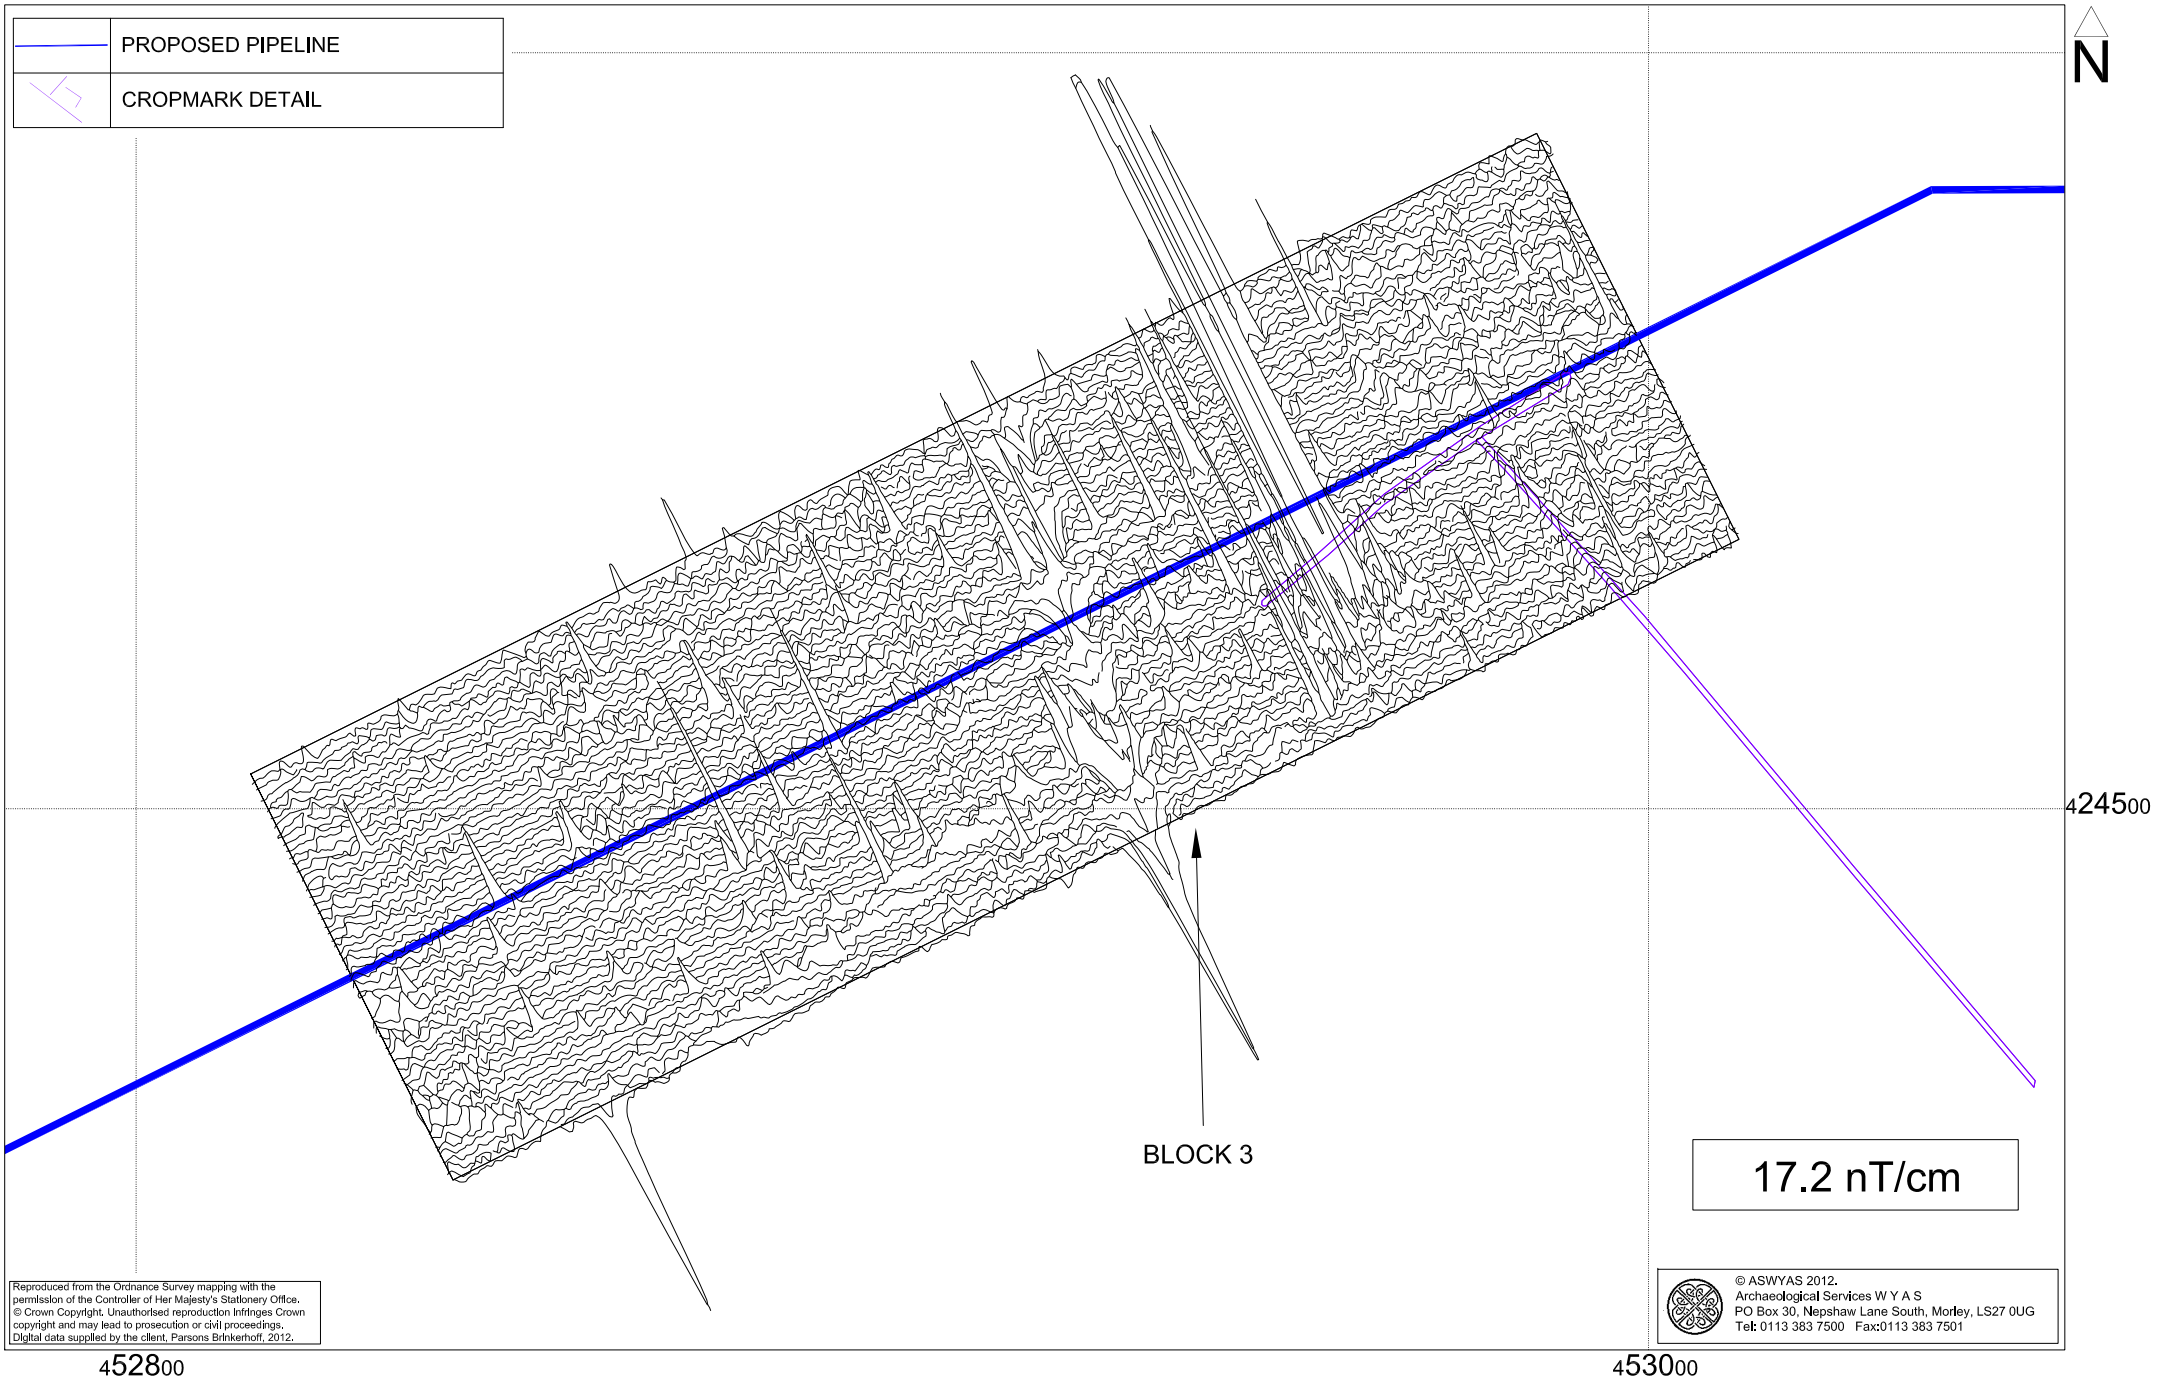 PROPOSED PIPELINE
CROPMARK DETAIL
N
424500
BLOCK 3
17.2 nT/cm
Reproduced from the Ordnance Survey mapping with the
permission of the Controller of Her Majesty's Stationery Office.
© Crown Copyright. Unauthorised reproduction infringes Crown
copyright and may lead to prosecution or civil proceedings.
Digital data supplied by the client, Parsons Brinkerhoff, 2012.
© ASWYAS 2012.
Archaeological Services W Y A S
PO Box 30, Nepshaw Lane South, Morley, LS27 0UG
Tel: 0113 383 7500 Fax:0113 383 7501
452800
453000